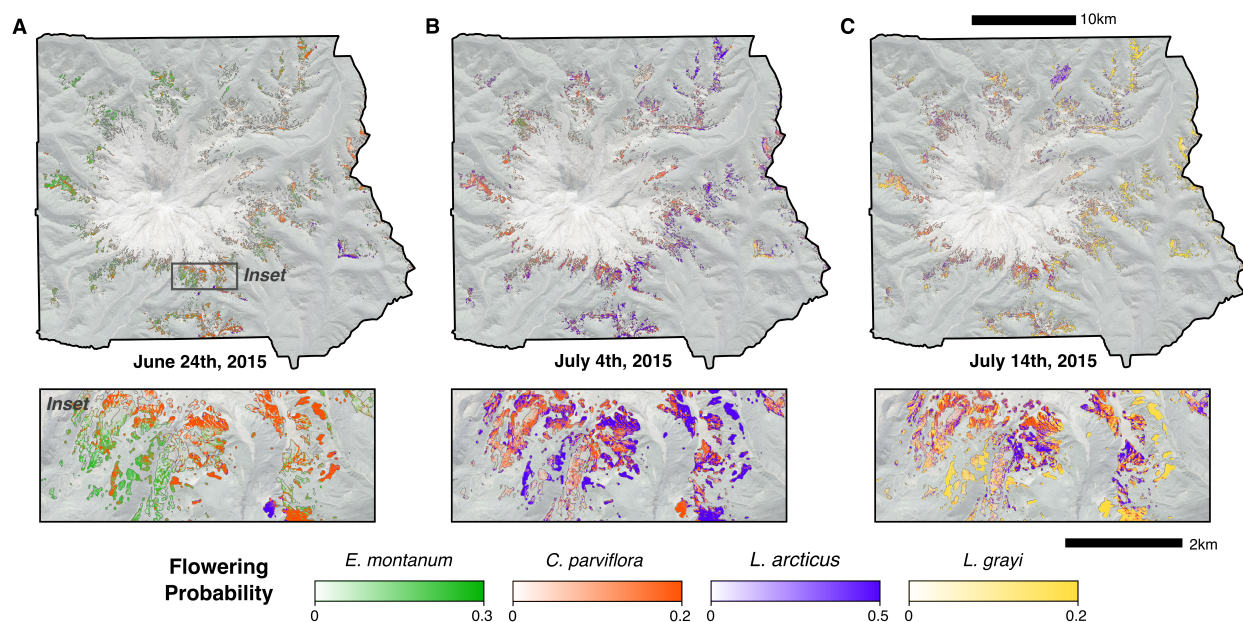 A
B
C
10km
Inset
June 24th, 2015
July 4th, 2015
July 14th, 2015
Inset
2km
Flowering
Probability
E. montanum
C. parviflora
L. arcticus
L. grayi
0
0.3
0
0.2
0
0.5
0
0.2